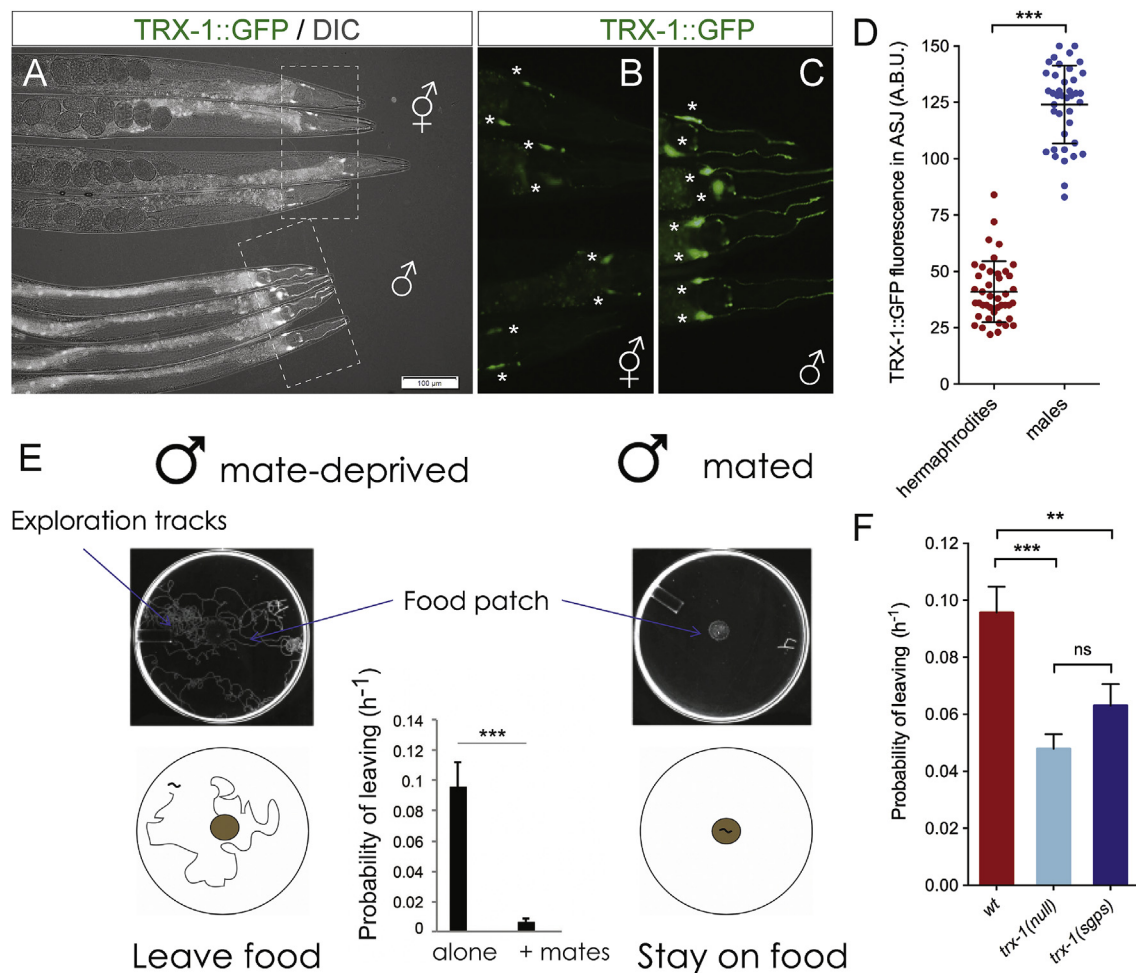 TRX-1::GFP / DIC
TRX-1::GFP
A
⚥
♂
100 μm
B
* * * * * * * *
⚥
C
* * * * * * * *
♂
D
***
TRX-1::GFP fluorescence in ASJ (A.B.U.)
150
125
100
75
50
25
0
hermaphrodites
males
E
♂ mate-deprived
♂ mated
Exploration tracks
Food patch
4
Probability of leaving (h-1)
0.14
0.12
0.1
0.08
0.06
0.04
0.02
0
***
alone
+ mates
Leave food
Stay on food
F
**
***
ns
Probability of leaving (h-1)
0.12
0.10
0.08
0.06
0.04
0.02
0.00
wt
trx-1(null)
trx-1(sgps)